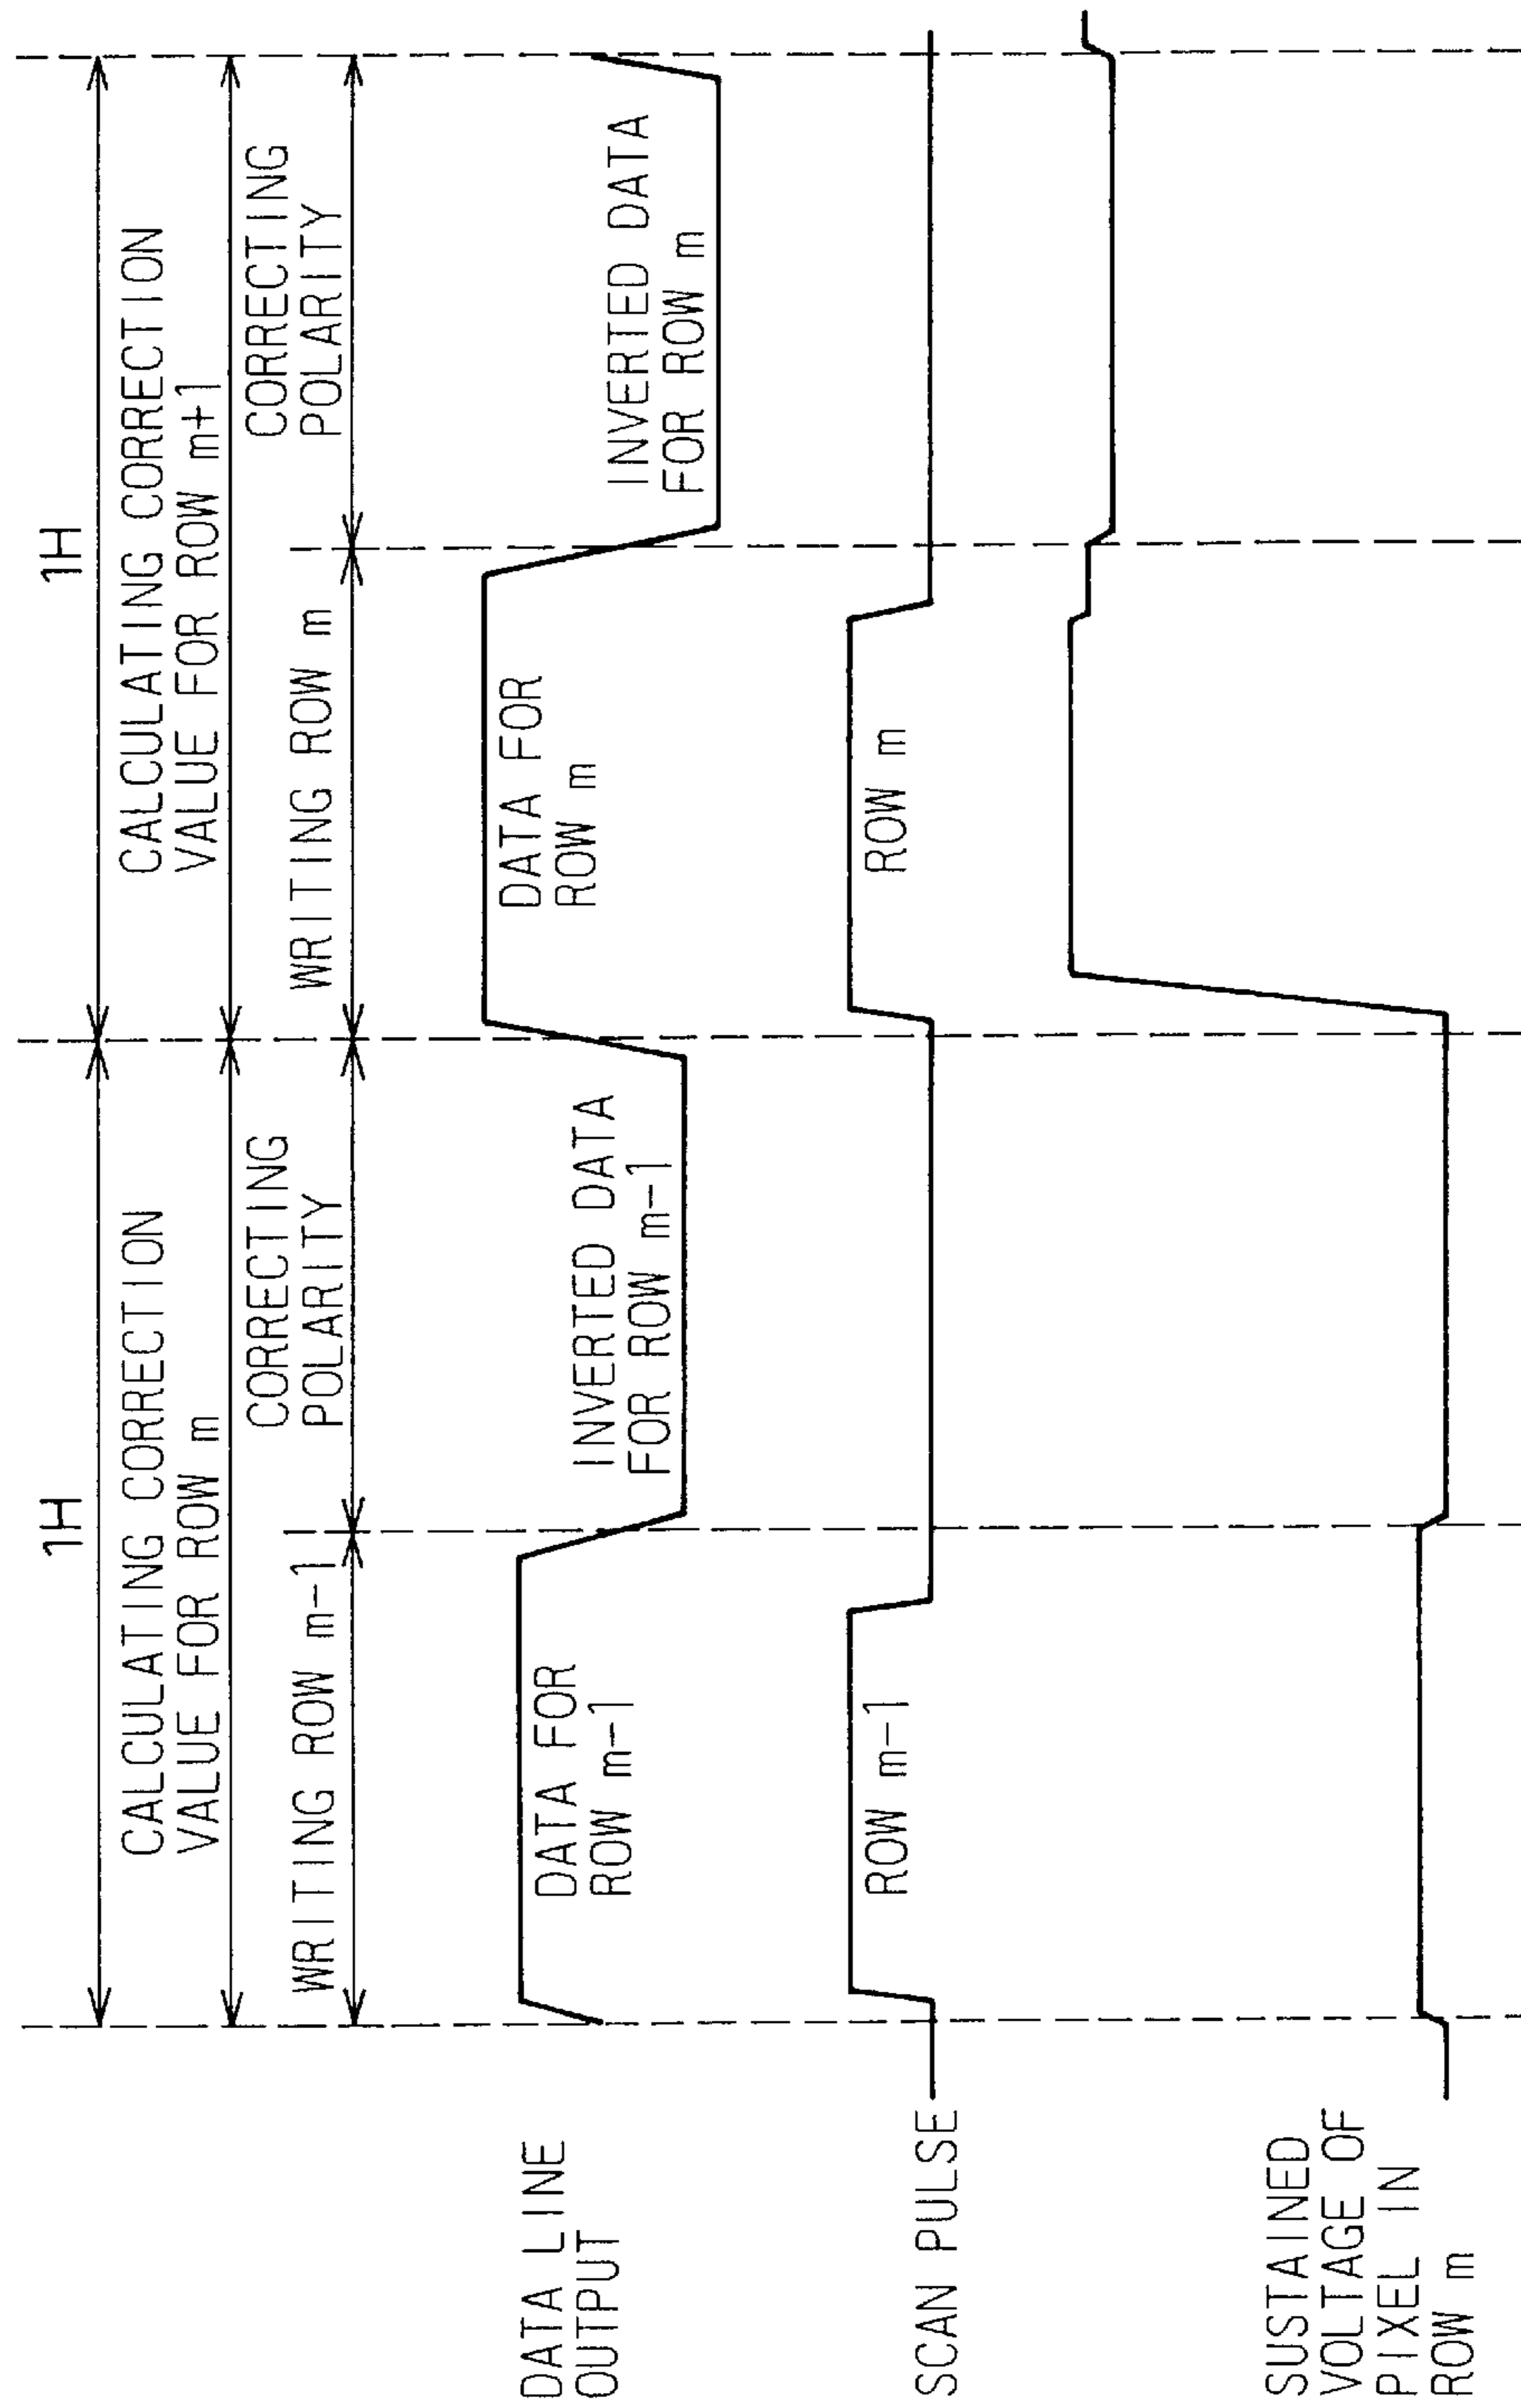 1H
1H
CALCULATING CORRECTION
VALUE FOR ROW m
CALCULATING CORRECTION
VALUE FOR ROW m+1
WRITING ROW m-1
CORRECTING
POLARITY
WRITING ROW m
CORRECTING
POLARITY
DATA LINE
OUTPUT
DATA FOR
ROW m-1
INVERTED DATA
FOR ROW m-1
DATA FOR
ROW m
INVERTED DATA
FOR ROW m
SCAN PULSE
ROW m-1
ROW m
SUSTAINED
VOLTAGE OF
PIXEL IN
ROW m